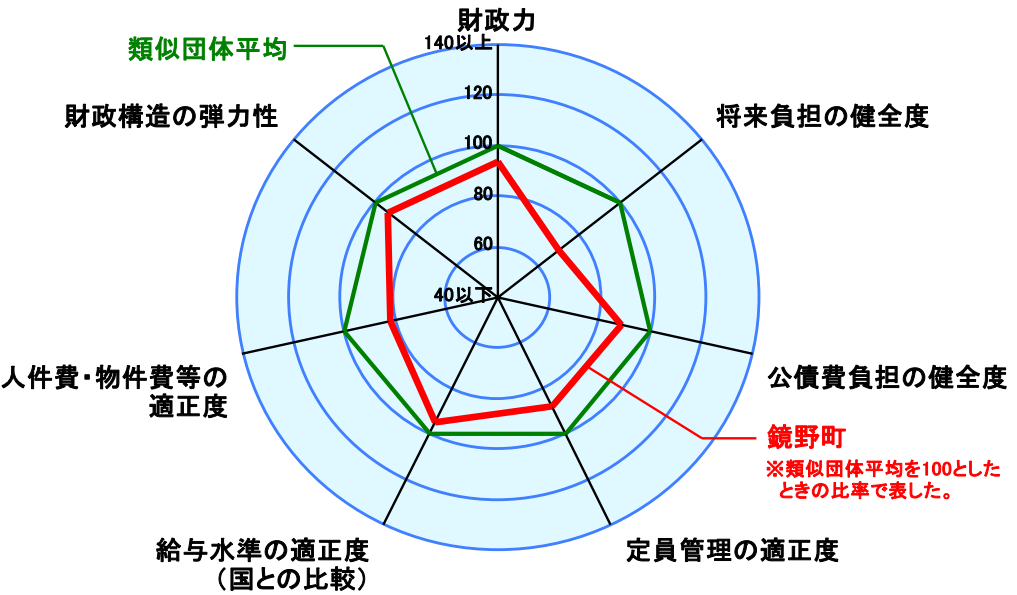 財政力
類似団体平均
140以上
120
100
80
60
40以下
財政構造の弾力性
将来負担の健全度
人件費・物件費等の
適正度
公債費負担の健全度
鏡野町
※類似団体平均を100とした
ときの比率で表した。
給与水準の適正度
（国との比較）
定員管理の適正度